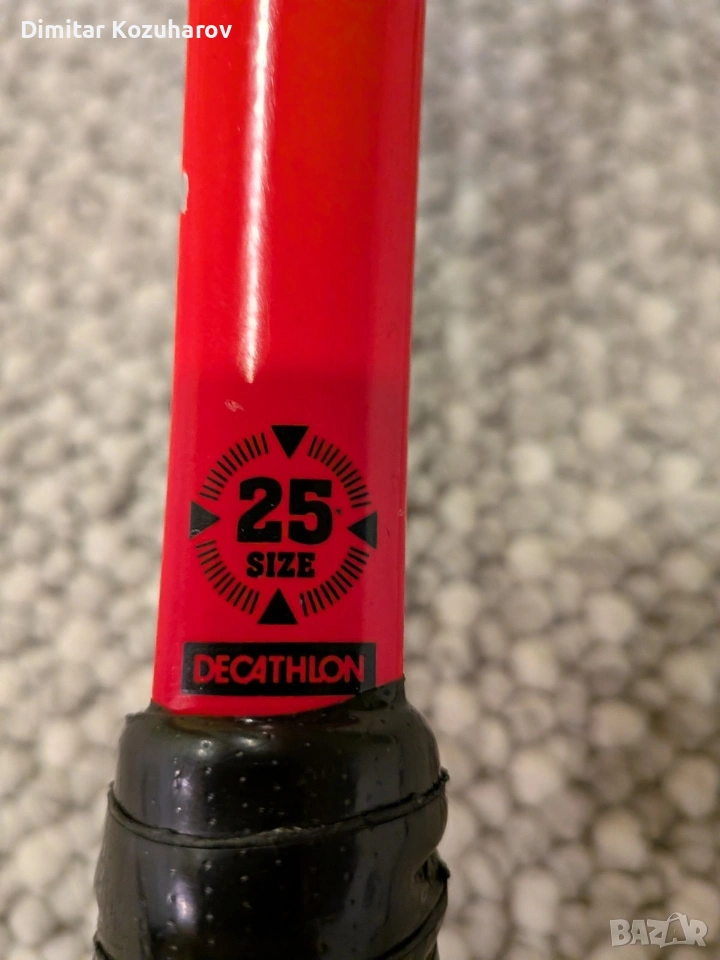 Dimitar Kozuharov
25
SIZE
DECATHLON
BAZAR